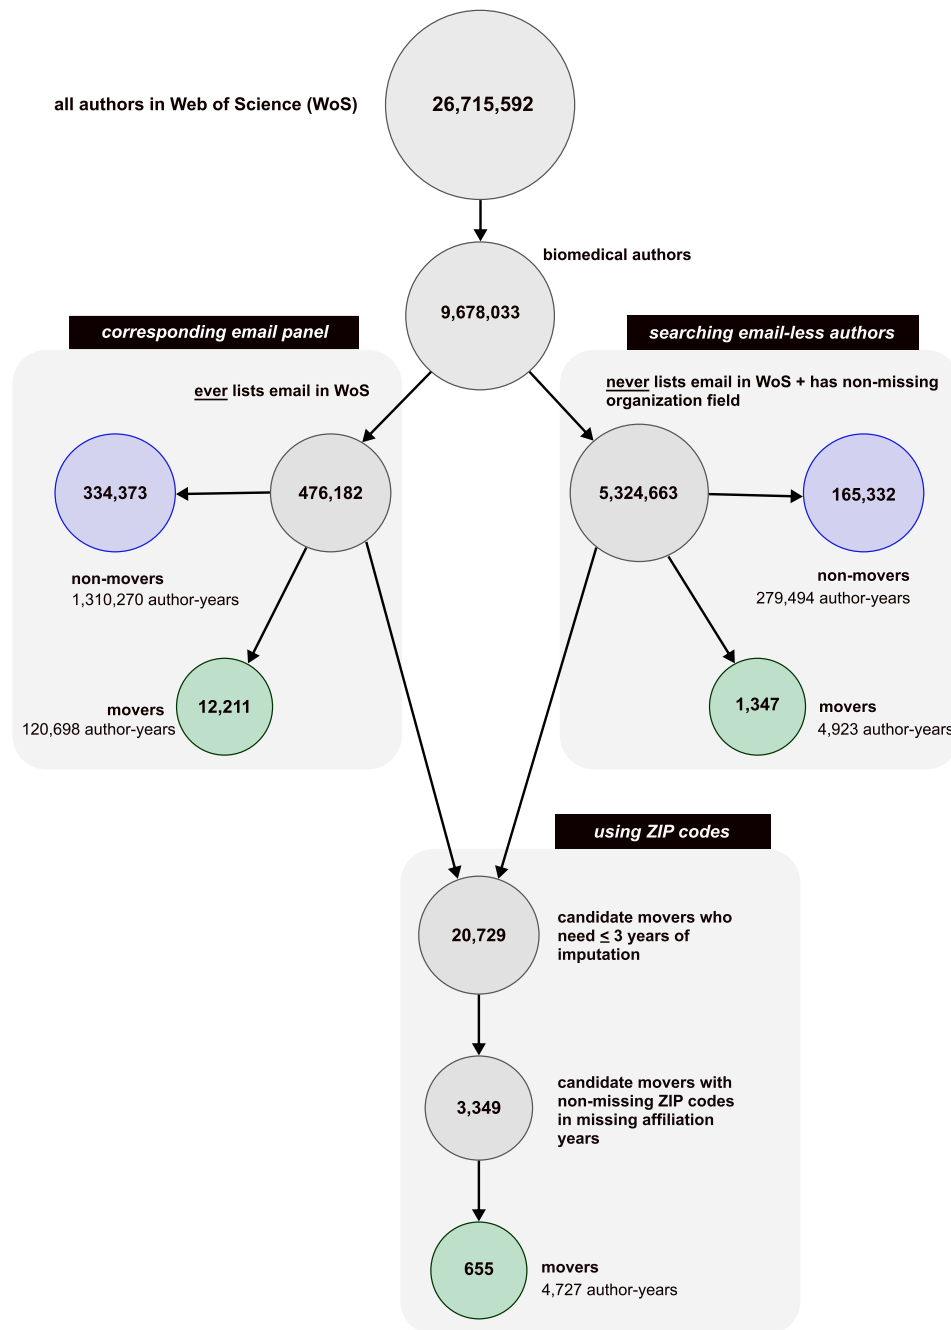 all authors in Web of Science (WoS)
26,715,592
biomedical authors
9,678,033
corresponding email panel
ever lists email in WoS
334,373
476,182
non-movers
1,310,270 author-years
12,211
movers
120,698 author-years
searching email-less authors
never lists email in WoS + has non-missing
organization field
5,324,663
165,332
non-movers
279,494 author-years
1,347
movers
4,923 author-years
using ZIP codes
20,729
candidate movers who
need ≤ 3 years of
imputation
3,349
candidate movers with
non-missing ZIP codes
in missing affiliation
years
655
movers
4,727 author-years